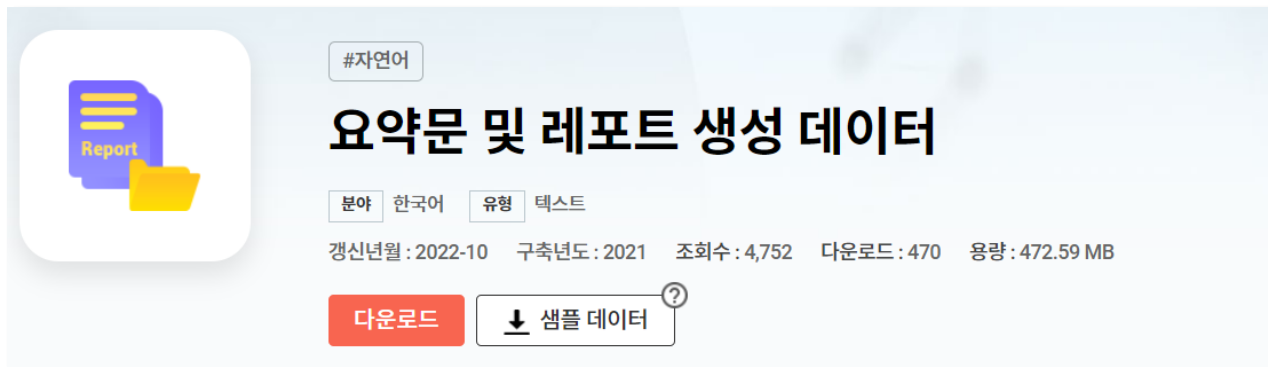 #자연어
요약문 및 레포트 생성 데이터
Report
분야 한국어 유형 텍스트
갱신년월 : 2022-10 구축년도 : 2021 조회수 : 4,752 다운로드 : 470 용량 : 472.59 MB
다운로드 샘플 데이터 ?